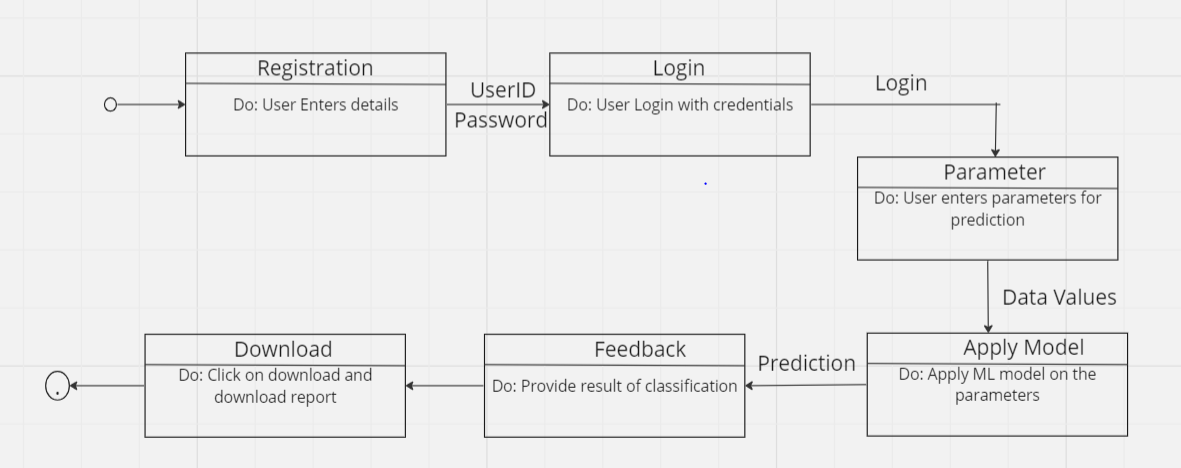 Registration
Do: User Enters details
UserID
Password
Login
Do: User Login with credentials
Login
Parameter
Do: User enters parameters for
prediction
Data Values
Apply Model
Do: Apply ML model on the
parameters
Prediction
Feedback
Do: Provide result of classification
Download
Do: Click on download and
download report